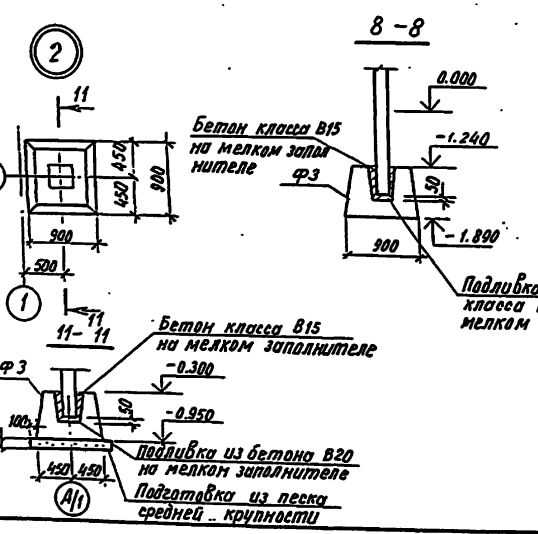 2
11
450
450
900
900
500
1
11
8-8
0.000
Бетон класса В15
на мелком запол
нителе
-1.240
ф3
50
900
-1.890
Подливка
класса
мелком
11-11
Бетон класса В15
на мелком заполнителе
ф3
-0.300
50
-0.950
100
Подливка из бетона В20
на мелком заполнителе
450 450
А/1
Подготовка из песка
средней .. крупности